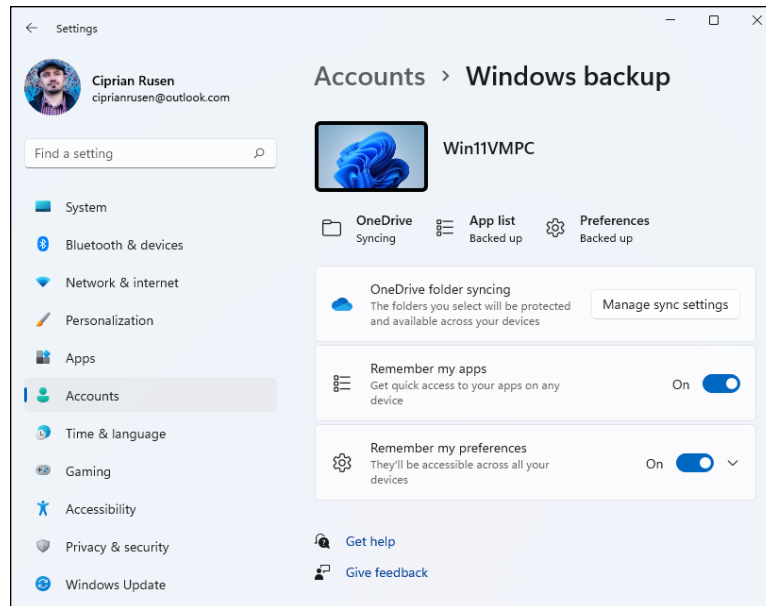 Settings
Ciprian Rusen
ciprianrusen@outlook.com
Find a setting
System
Bluetooth & devices
Network & internet
Personalization
Apps
Accounts
Time & language
Gaming
Accessibility
Privacy & security
Windows Update
Accounts > Windows backup
Win11VMPC
OneDrive
Syncing
App list
Backed up
Preferences
Backed up
OneDrive folder syncing
The folders you select will be protected
and available across your devices
Manage sync settings
Remember my apps
Get quick access to your apps on any
device
On
Remember my preferences
They'll be accessible across all your
devices
On
Get help
Give feedback